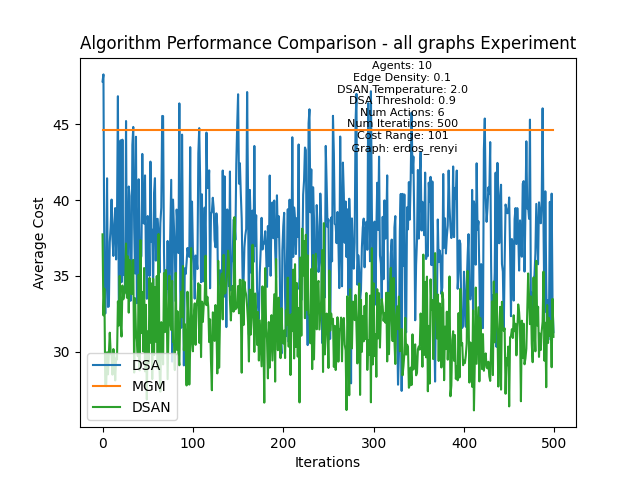 Algorithm Performance Comparison - all graphs Experiment
Agents: 10
Edge Density: 0.1
DSAN Temperature: 2.0
DSA Threshold: 0.9
Num Actions: 6
Num Iterations: 500
Cost Range: 101
Graph: erdos_renyi
45
40
35
30
Average Cost
DSA
MGM
DSAN
0
100
200
300
400
500
Iterations